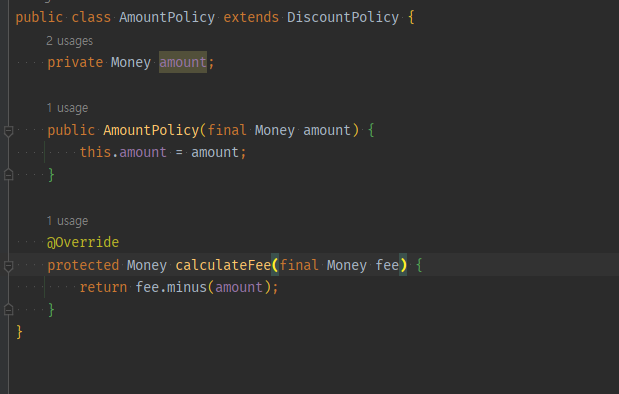 public class AmountPolicy extends DiscountPolicy {
2 usages
private Money amount;
1 usage
public AmountPolicy(final Money amount) {
this.amount = amount;
}
1 usage
@Override
protected Money calculateFee(final Money fee) {
return fee.minus(amount);
}
}